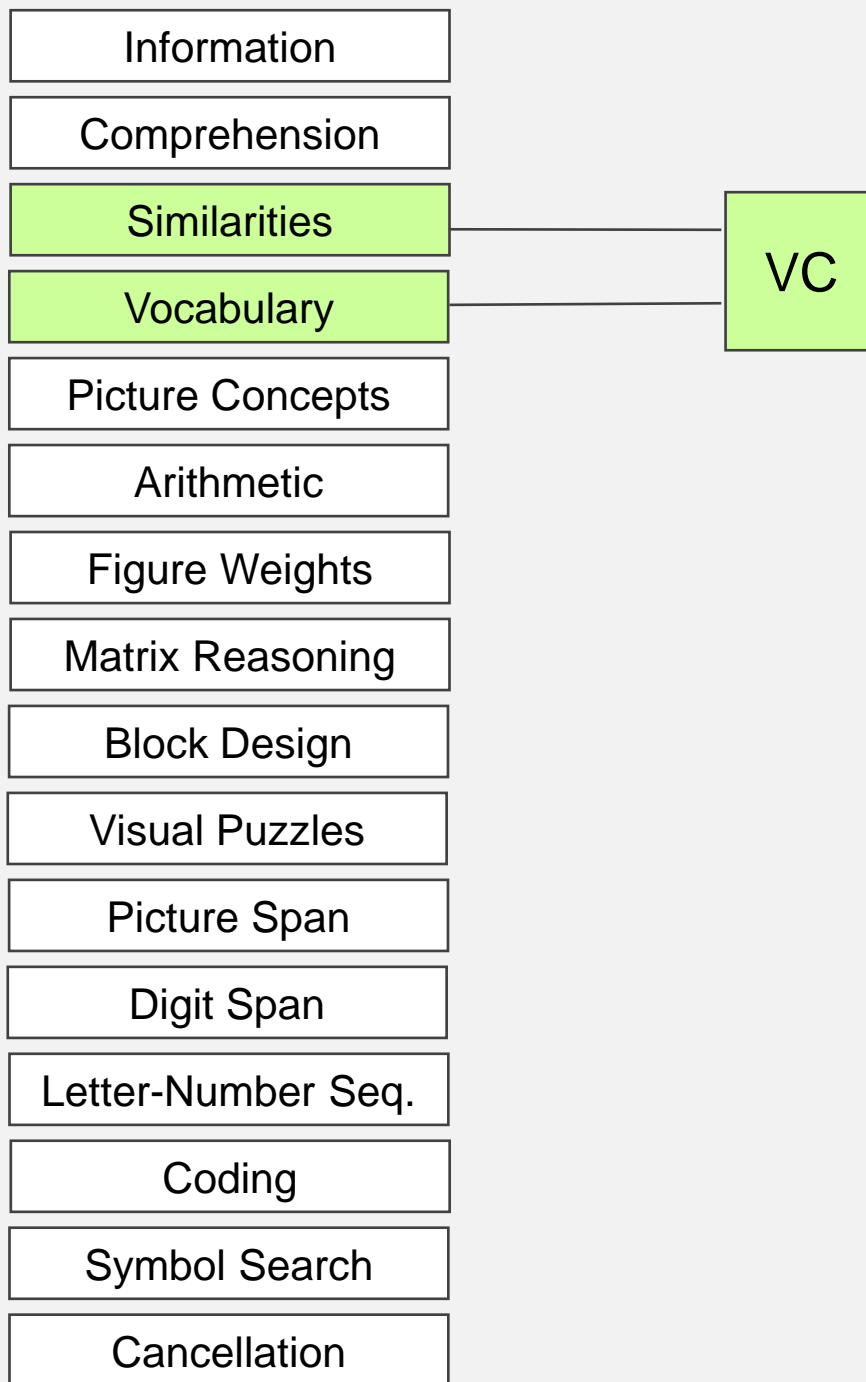 Information
Comprehension
Similarities
VC
Vocabulary
Picture Concepts
Arithmetic
Figure Weights
Matrix Reasoning
Block Design
Visual Puzzles
Picture Span
Digit Span
Letter-Number Seq.
Coding
Symbol Search
Cancellation